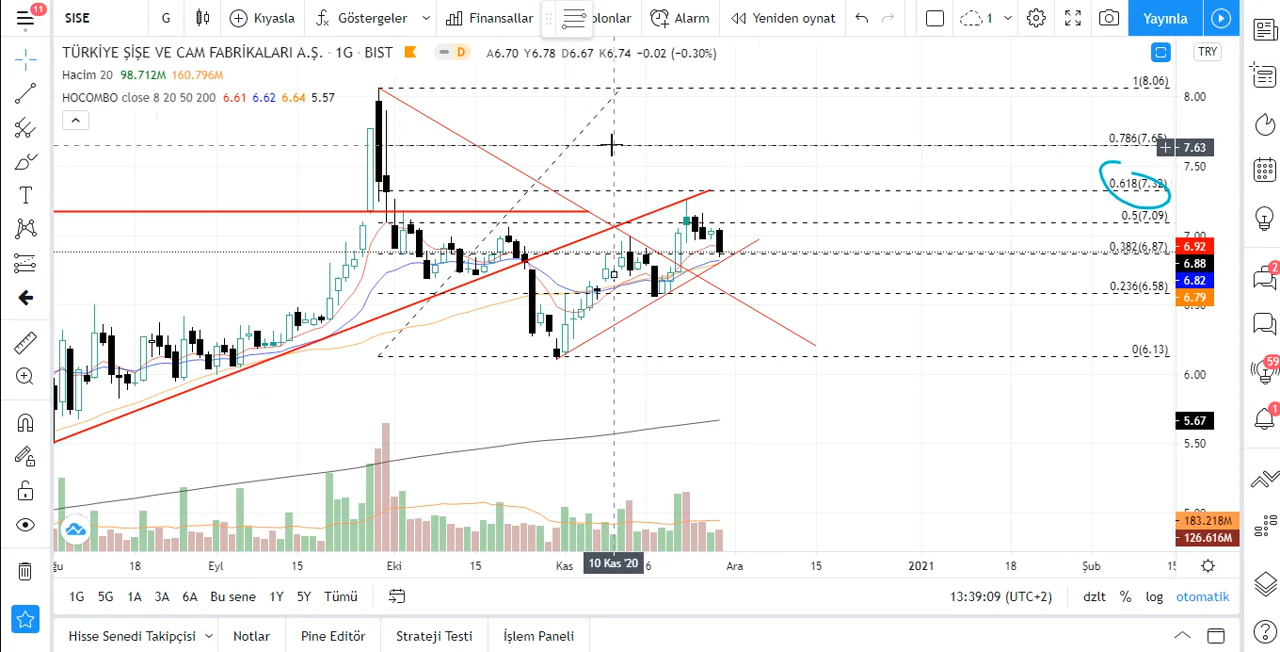 11
SISE
G
Kıyasla
Göstergeler
Finansallar
olonlar
Alarm
Yeniden oynat
1
Yayınla
TÜRKİYE ŞİŞE VE CAM FABRİKALARI A.Ş. · 1G · BIST
D
A6.70 Y6.78 D6.67 K6.74 −0.02 (−0.30%)
TRY
Hacim 20 98.712M 160.796M
HOCOMBO close 8 20 50 200 6.61 6.62 6.64 5.57
1(8.06)
8.00
0.786(7.65)
7.63
7.50
0.618(7.32)
0.5(7.09)
7.00
0.382(6.87)
6.92
6.88
6.82
0.236(6.58)
6.79
6.50
0(6.13)
6.00
5.67
5.50
5.00
183.218M
126.616M
18
Eyl
15
Eki
15
Kas
10 Kas '20
6
Ara
15
2021
18
Şub
15
1G
5G
1A
3A
6A
Bu sene
1Y
5Y
Tümü
13:39:09 (UTC+2)
dzlt
%
log
otomatik
Hisse Senedi Takipçisi
Notlar
Pine Editör
Strateji Testi
İşlem Paneli
2
59
1